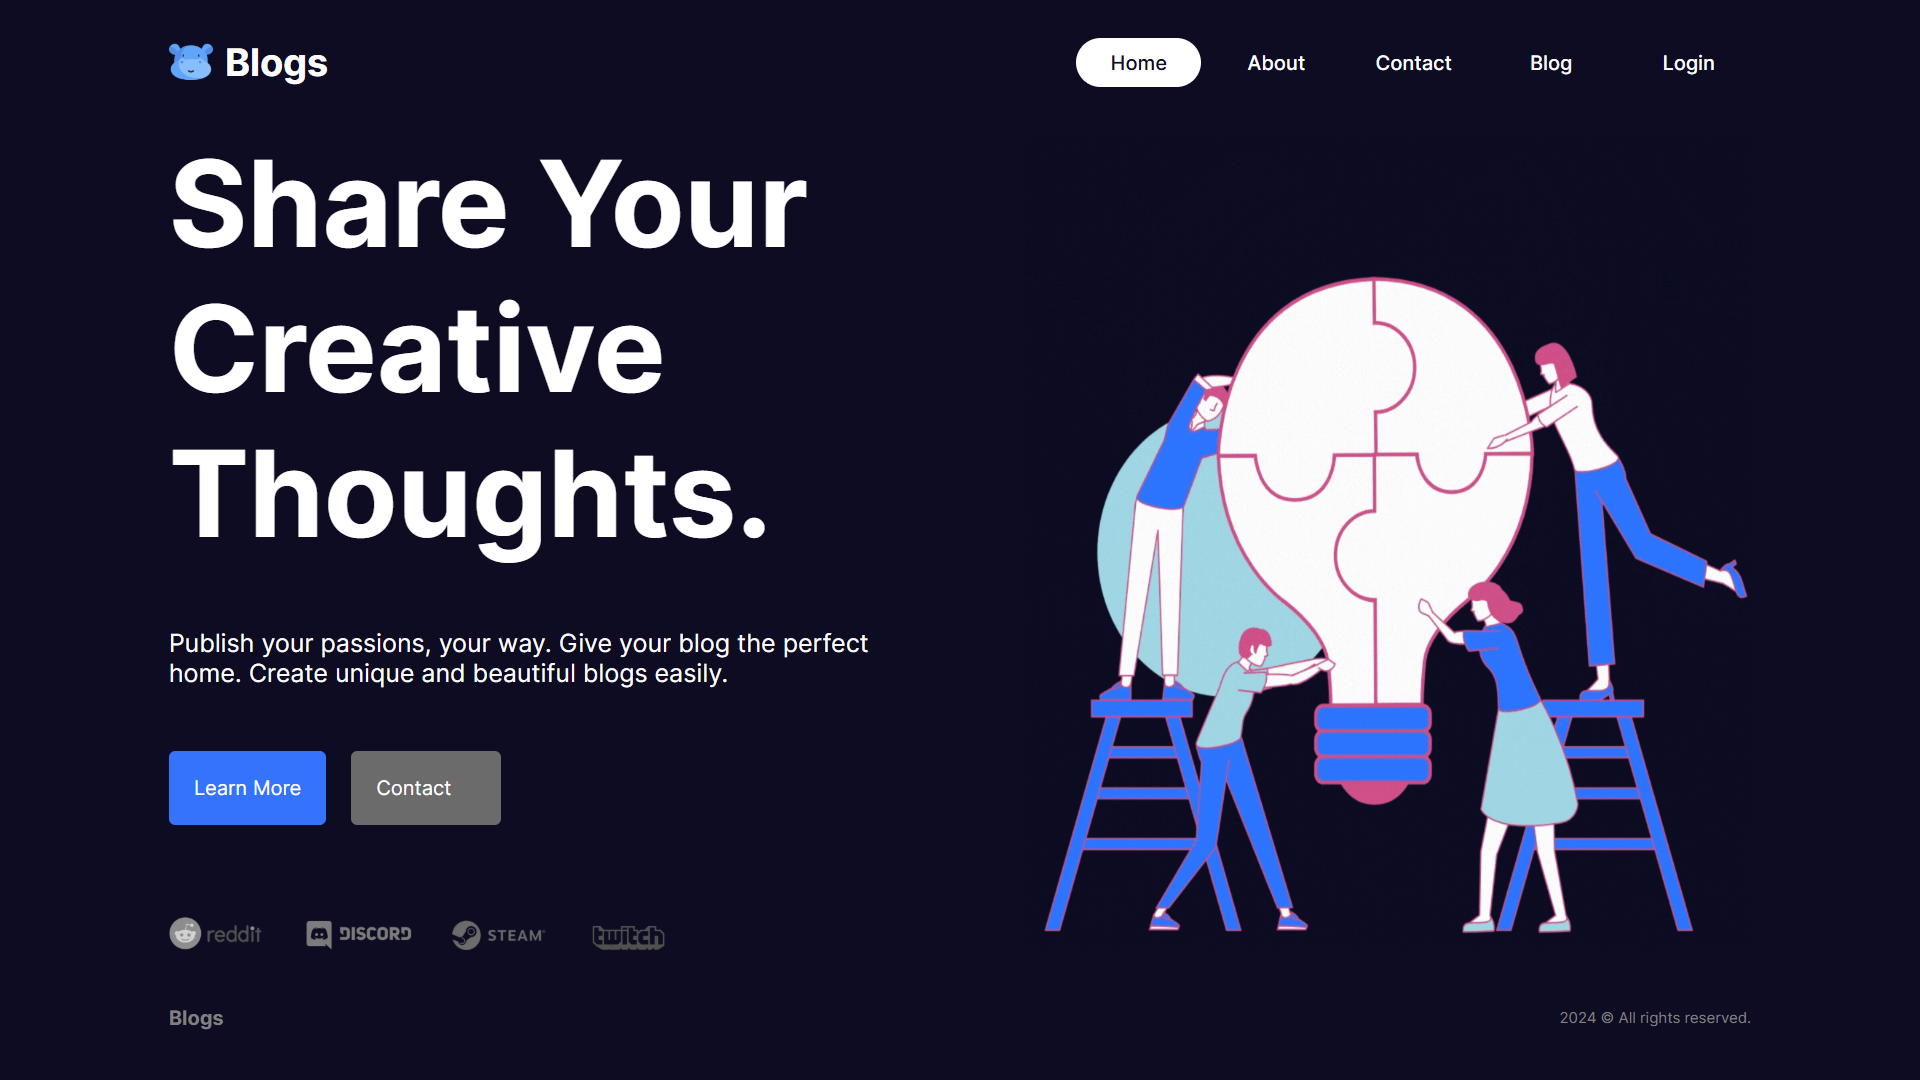 Blogs
Home About Contact Blog Login
Share Your
Creative
Thoughts.
Publish your passions, your way. Give your blog the perfect
home. Create unique and beautiful blogs easily.
Learn More Contact
reddit DISCORD STEAM twitch
Blogs
2024 © All rights reserved.